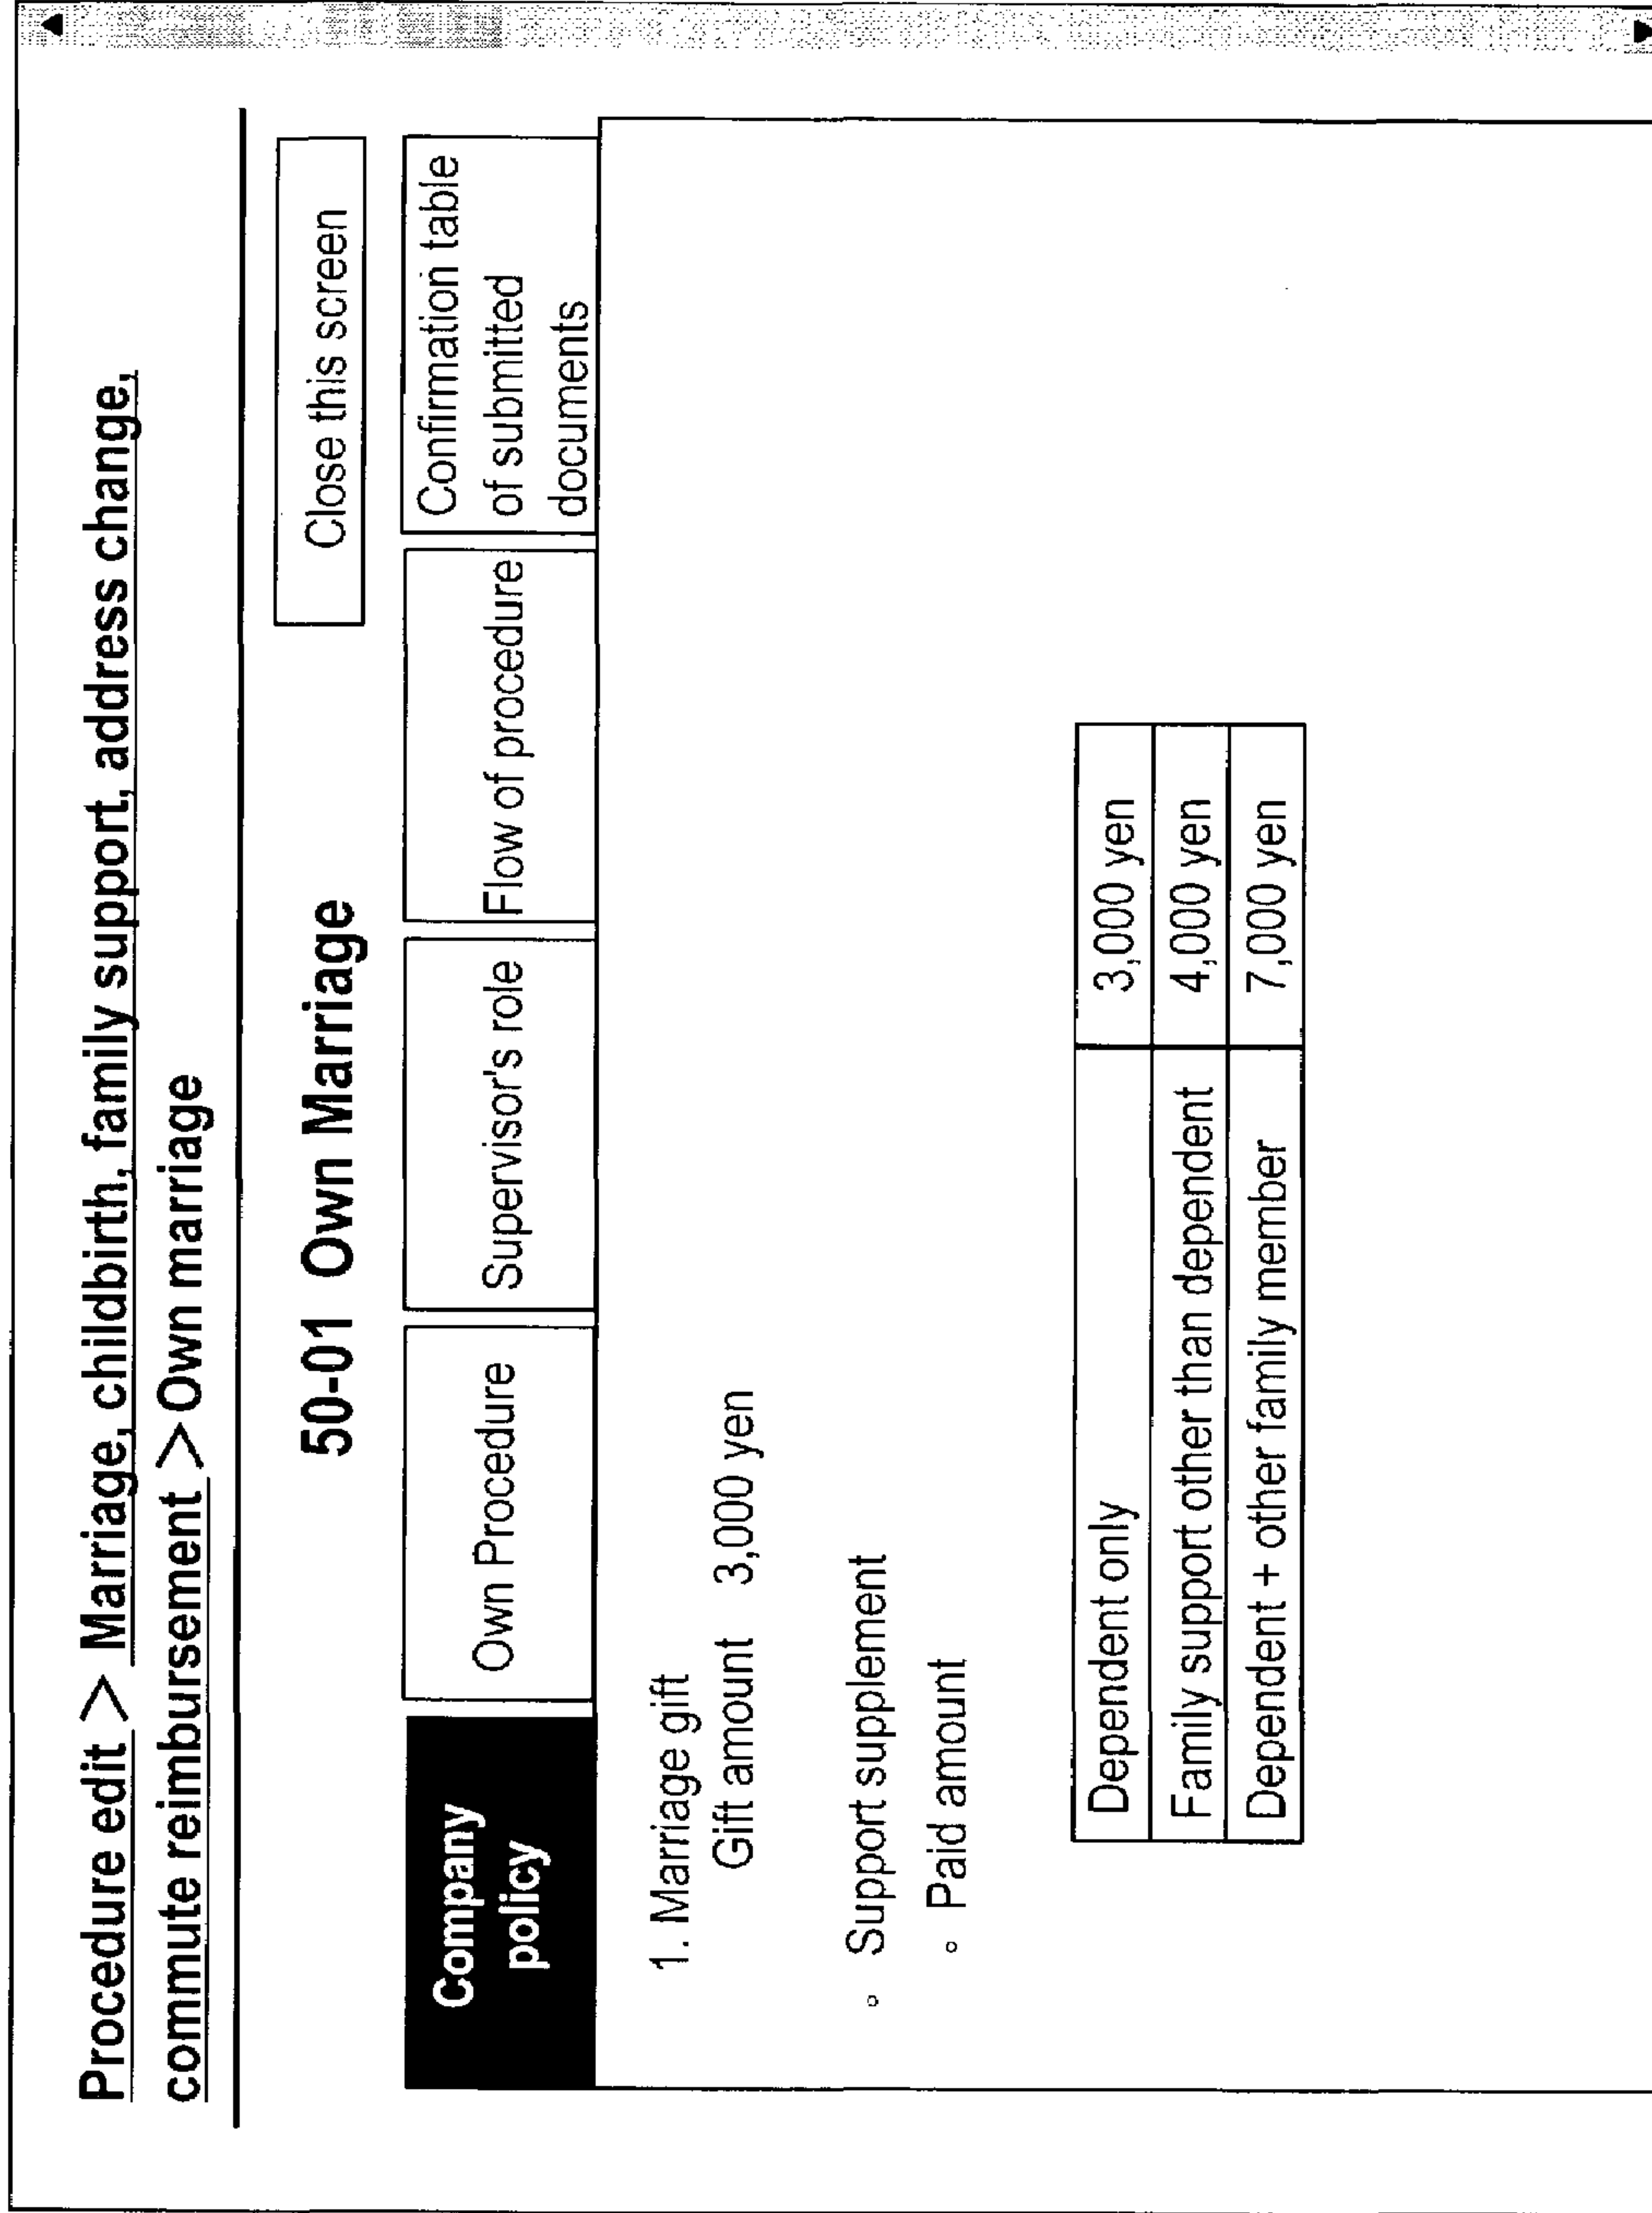 Procedure edit > Marriage, childbirth, family support, address change,
commute reimbursement > Own marriage
50-01 Own Marriage
Close this screen
Company
policy
Own Procedure
Supervisor's role
Flow of procedure
Confirmation table
of submitted
documents
1. Marriage gift
Gift amount 3,000 yen
◦ Support supplement
◦ Paid amount
Dependent only 3,000 yen
Family support other than dependent 4,000 yen
Dependent + other family member 7,000 yen